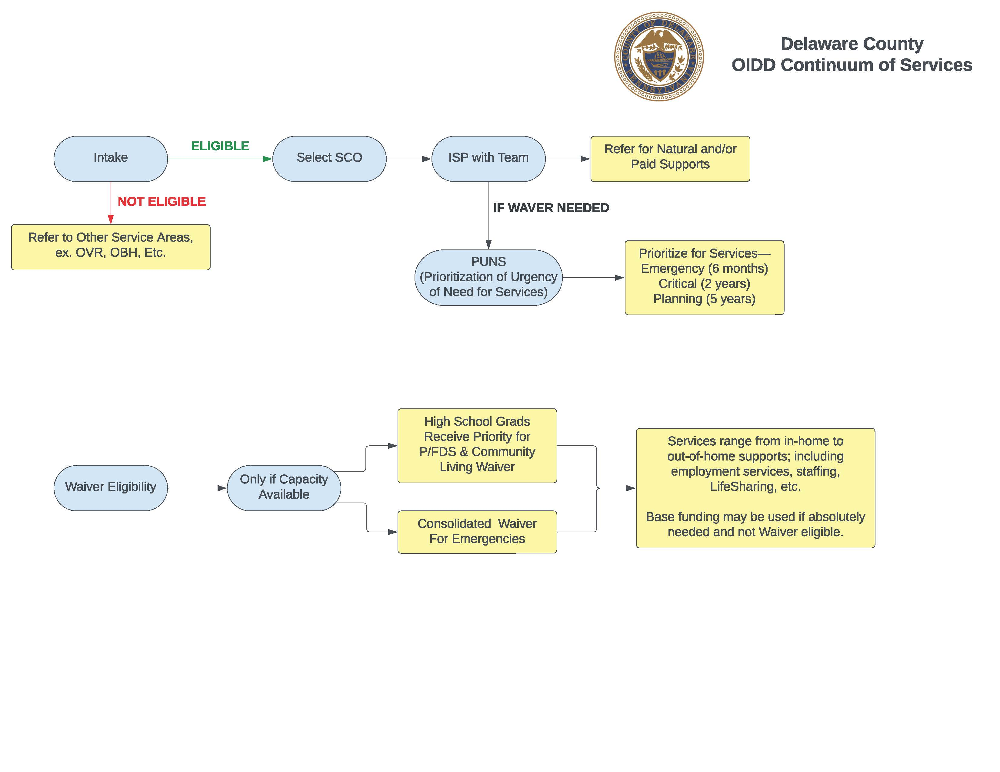 COUNTY OF DELAWARE
PENNSYLVANIA
Delaware County
OIDD Continuum of Services
Intake
ELIGIBLE
Select SCO
ISP with Team
Refer for Natural and/or
Paid Supports
NOT ELIGIBLE
IF WAVER NEEDED
Refer to Other Service Areas,
ex. OVR, OBH, Etc.
PUNS
(Prioritization of Urgency
of Need for Services)
Prioritize for Services—
Emergency (6 months)
Critical (2 years)
Planning (5 years)
Waiver Eligibility
Only if Capacity
Available
High School Grads
Receive Priority for
P/FDS & Community
Living Waiver
Consolidated  Waiver
For Emergencies
Services range from in-home to
out-of-home supports; including
employment services, staffing,
LifeSharing, etc.
Base funding may be used if absolutely
needed and not Waiver eligible.